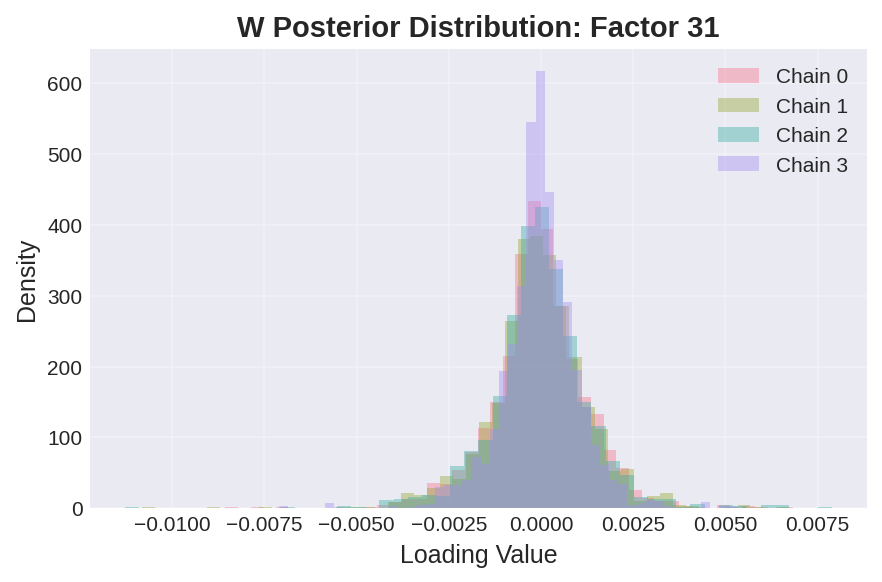 W Posterior Distribution: Factor 31
Chain 0
Chain 1
Chain 2
Chain 3
600
500
400
300
200
100
0
Density
−0.0100 −0.0075 −0.0050 −0.0025 0.0000 0.0025 0.0050 0.0075
Loading Value